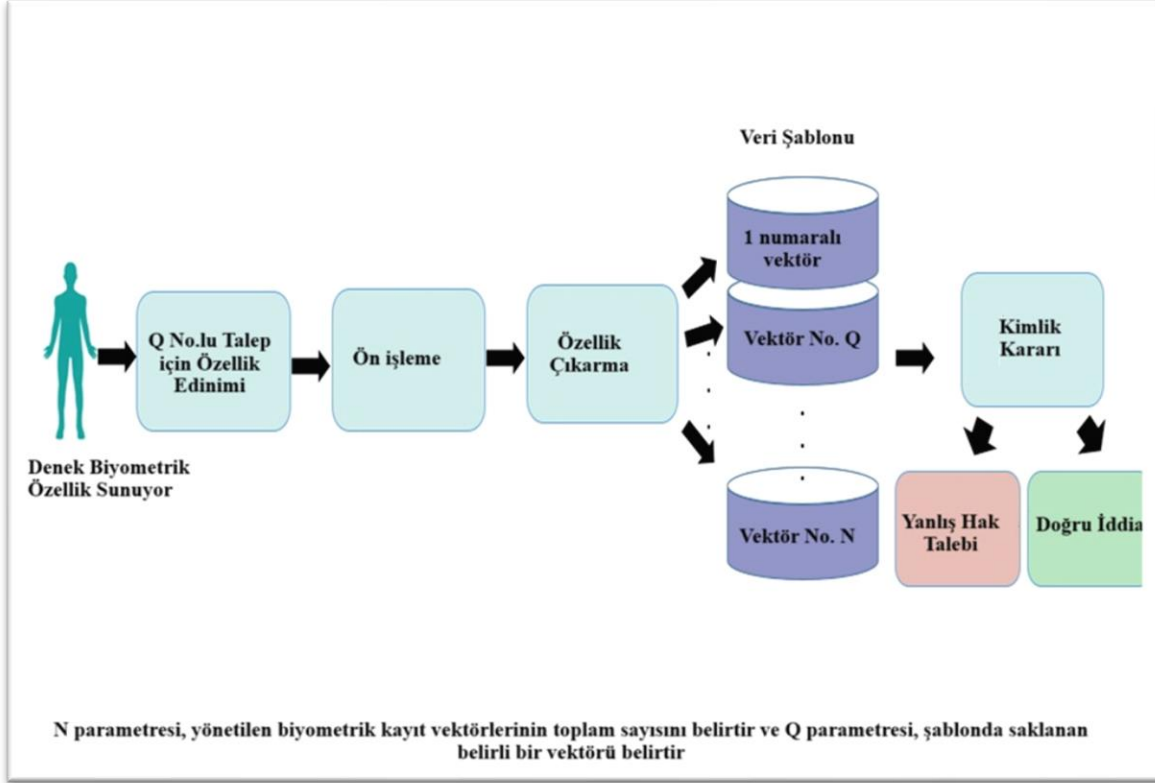 Veri Şablonu
1 numaralı
vektör
Q No.lu Talep
için Özellik
Edinimi
Ön işleme
Özellik
Çıkarma
Vektör No. Q
Kimlik
Kararı
Denek Biyometrik
Özellik Sunuyor
Vektör No. N
Yanlış Hak
Talebi
Doğru İddia
N parametresi, yönetilen biyometrik kayıt vektörlerinin toplam sayısını belirtir ve Q parametresi, şablonda saklanan
belirli bir vektörü belirtir